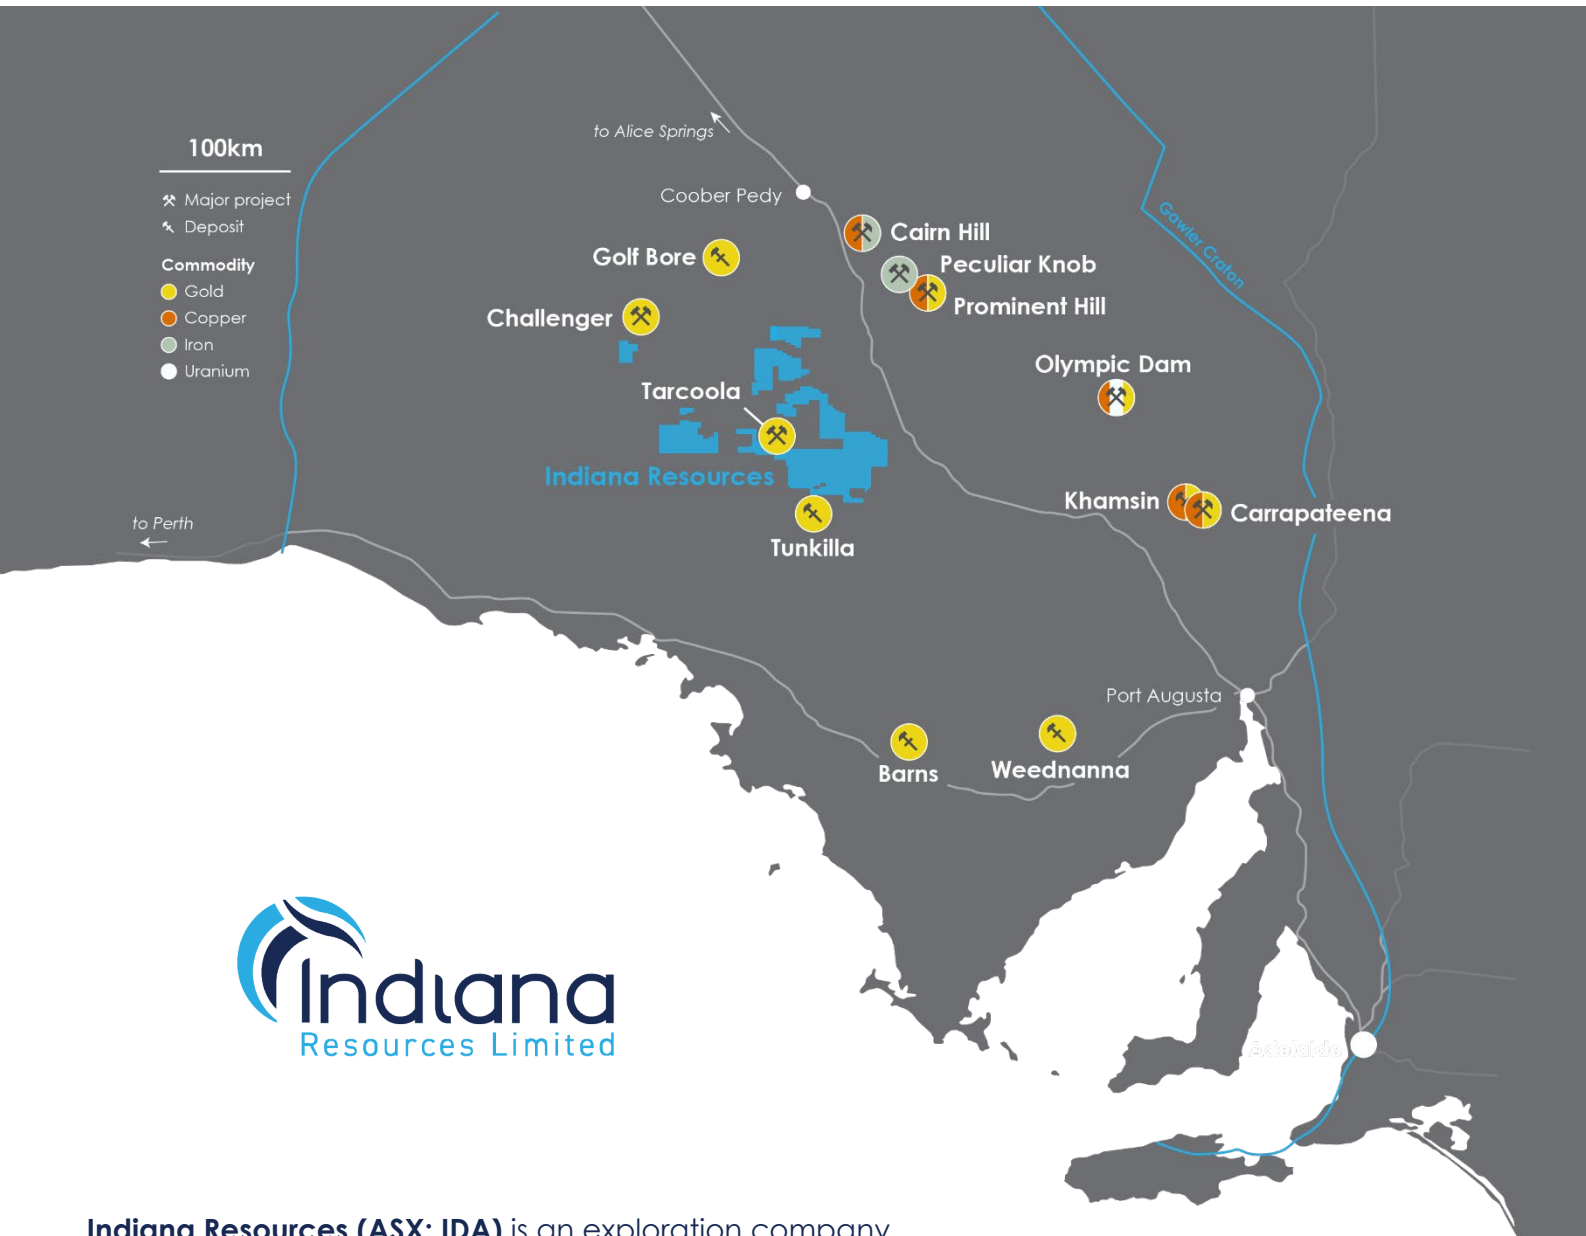 100km
Major project
Deposit
Commodity
Gold
Copper
Iron
Uranium
to Alice Springs
Coober Pedy
Cairn Hill
Golf Bore
Peculiar Knob
Prominent Hill
Challenger
Gawler Craton
Olympic Dam
Tarcoola
Indiana Resources
Khamsin
Carrapateena
to Perth
Tunkilla
Port Augusta
Barns
Weednanna
Adelaide
Indiana
Resources Limited
Indiana Resources (ASX: IDA) is an exploration company